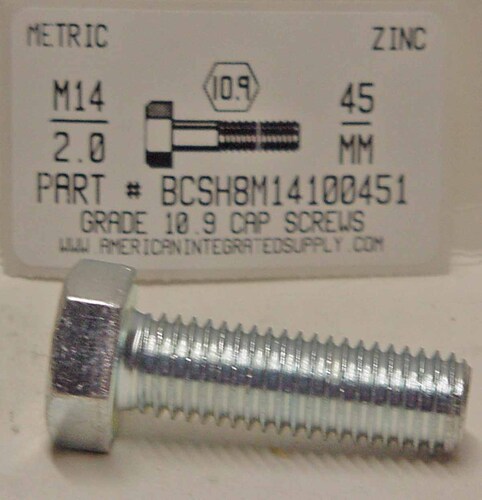 METRIC ZINC
10.9
M14 45
2.0 MM
PART # BCSH8M14100451
GRADE 10.9 CAP SCREWS
WWW.AMERICANINTEGRATEDSUPPLY.COM